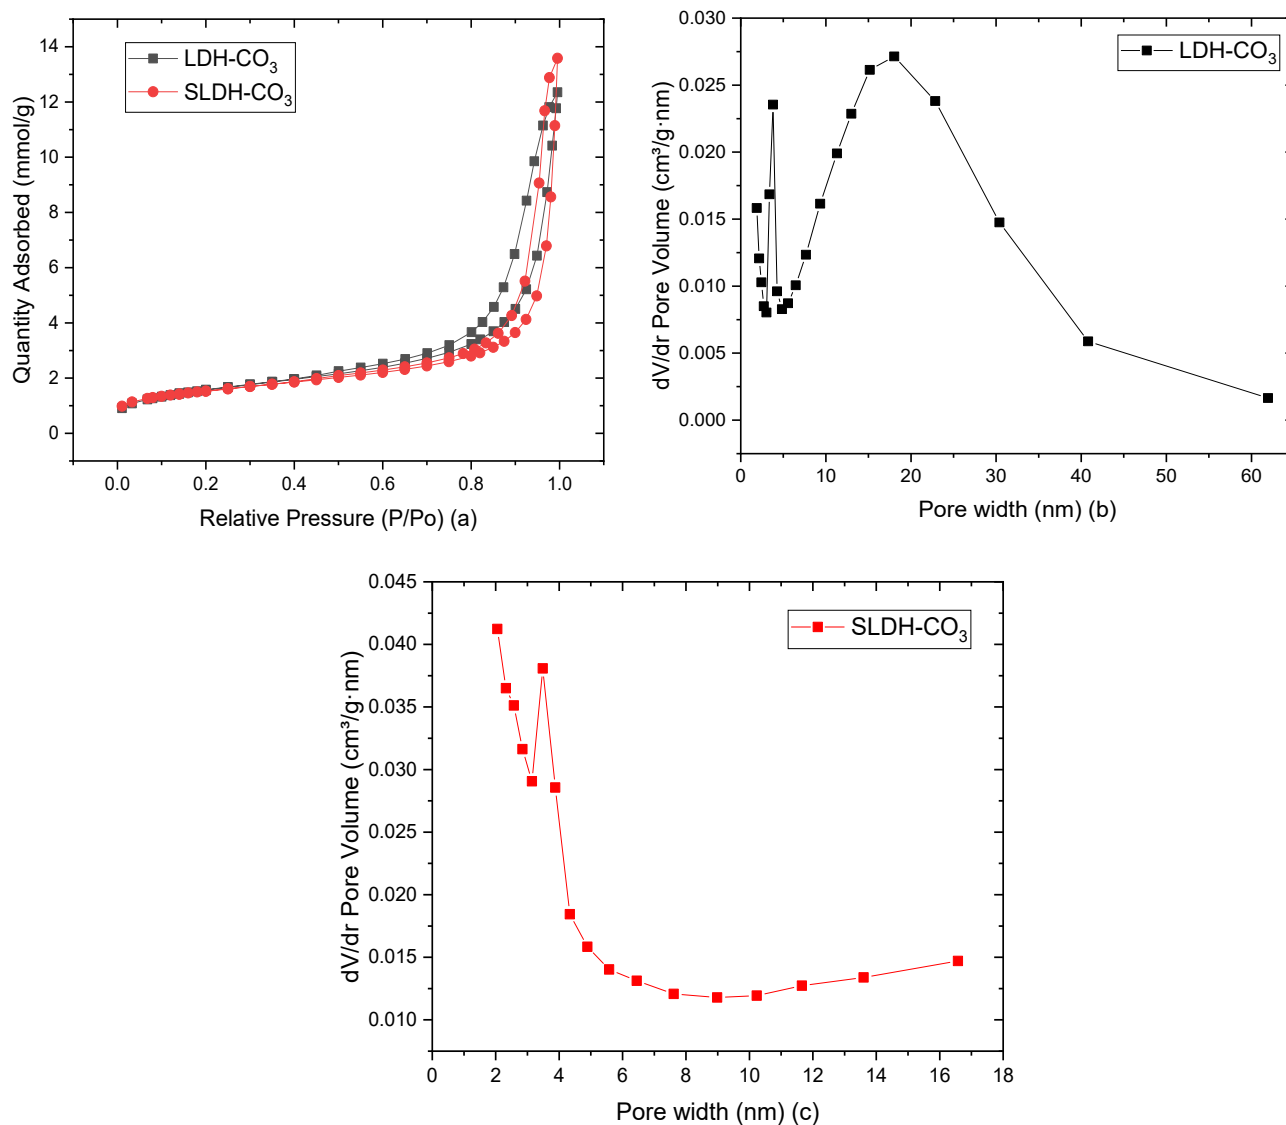 LDH-CO₃
SLDH-CO₃
14
12
10
8
6
4
2
0
Quantity Adsorbed (mmol/g)
0.0 0.2 0.4 0.6 0.8 1.0
Relative Pressure (P/Po) (a)
LDH-CO₃
0.030
0.025
0.020
0.015
0.010
0.005
0.000
dV/dr Pore Volume (cm³/g·nm)
0 10 20 30 40 50 60
Pore width (nm) (b)
SLDH-CO₃
0.045
0.040
0.035
0.030
0.025
0.020
0.015
0.010
dV/dr Pore Volume (cm³/g·nm)
0 2 4 6 8 10 12 14 16 18
Pore width (nm) (c)